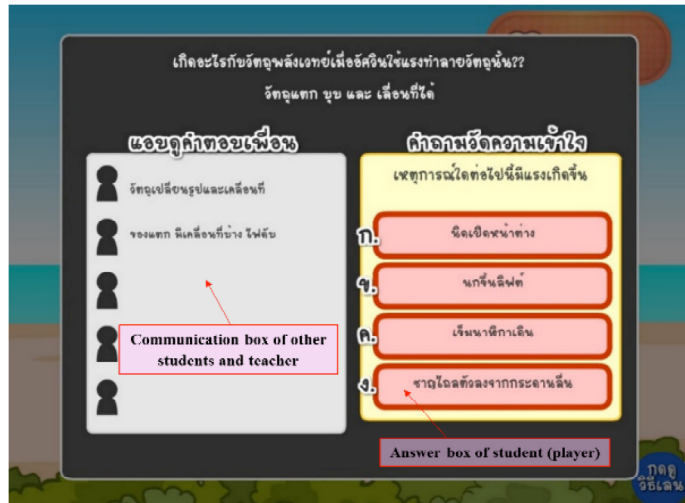 เกิดอะไรกับวัตถุพลังเวทย์เมื่ออัศวินใช้แรงทำลายวัตถุนั้น??
วัตถุแตก บุบ และ เลื่อนที่ได้
แอบดูคำตอบเพื่อน
วัตถุเปลี่ยนรูปและเคลื่อนที่
ของแตก มีเคลื่อนที่บ้าง ไฟดับ
Communication box of other
students and teacher
คำถามวัดความเข้าใจ
เหตุการณ์ใดต่อไปนี้มีแรงเกิดขึ้น
ก. นิดเปิดหน้าต่าง
ข. นกขึ้นลิฟต์
ค. เข็มนาฬิกาเดิน
ง. ชาญไถลตัวลงจากกระดานลื่น
Answer box of student (player)
กดดู
วิธีเล่น